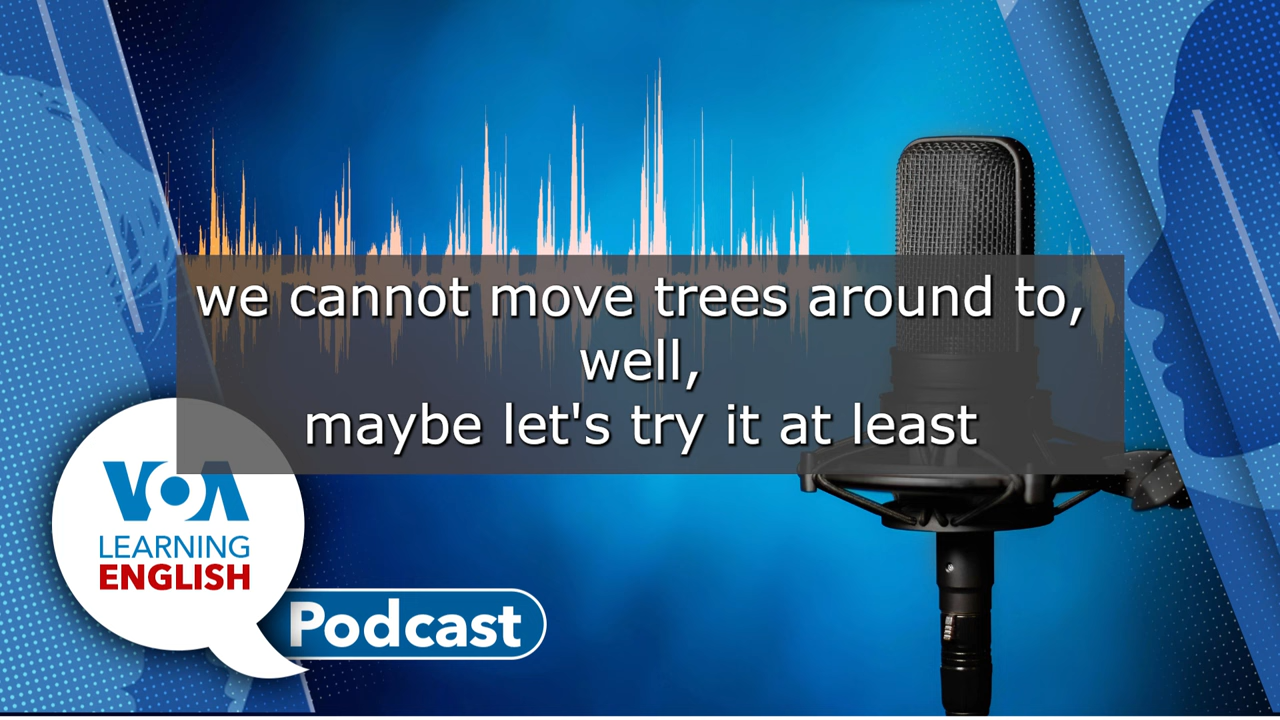 we cannot move trees around to,
well,
maybe let's try it at least
VOA
LEARNING
ENGLISH
Podcast